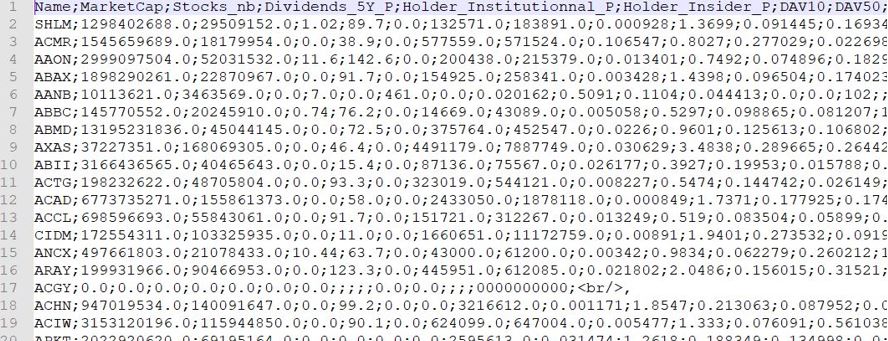 1 Name;MarketCap;Stocks_nb;Dividends_5Y_P;Holder_Institutionnal_P;Holder_Insider_P;DAV10;DAV50;
2 SHLM;1298402688.0;29509152.0;1.02;89.7;0.0;132571.0;183891.0;0.000928;1.3699;0.091445;0.16934
3 ACMR;1545659689.0;18179954.0;0.0;38.9;0.0;577559.0;571524.0;0.106547;0.8027;0.277029;0.022698
4 AAON;2999097504.0;52031532.0;11.6;142.6;0.0;200438.0;215379.0;0.013401;0.7492;0.074896;0.1829
5 ABAX;1898290261.0;22870967.0;0.0;91.7;0.0;154925.0;258341.0;0.003428;1.4398;0.096504;0.174023
6 AANB;10113621.0;3463569.0;0.0;7.0;0.0;461.0;0.0;0.020162;0.5091;0.1104;0.044413;0.0;0.0;102;;
7 ABBC;145770552.0;20245910.0;0.74;76.2;0.0;14669.0;43089.0;0.005058;0.5297;0.098865;0.081207;1
8 ABMD;13195231836.0;45044145.0;0.0;72.5;0.0;375764.0;452547.0;0.0226;0.9601;0.125613;0.106802;
9 AXAS;37227351.0;168069305.0;0.0;46.4;0.0;4491179.0;7887749.0;0.030629;3.4838;0.289665;0.26442
10 ABII;3166436565.0;40465643.0;0.0;15.4;0.0;87136.0;75567.0;0.026177;0.3927;0.19953;0.015788;0.
11 ACTG;198232622.0;48705804.0;0.0;93.3;0.0;323019.0;544121.0;0.008227;0.5474;0.144742;0.026149;
12 ACAD;6773735271.0;155861373.0;0.0;58.0;0.0;2433050.0;1878118.0;0.000849;1.7371;0.177925;0.174
13 ACCL;698596693.0;55843061.0;0.0;91.7;0.0;151721.0;312267.0;0.013249;0.519;0.083504;0.05899;0.
14 CIDM;172554311.0;103325935.0;0.0;11.0;0.0;1660651.0;11172759.0;0.00891;1.9401;0.273532;0.0919
15 ANCX;497661803.0;21078433.0;10.44;63.7;0.0;43000.0;61200.0;0.00342;0.9834;0.062279;0.260212;1
16 ARAY;199931966.0;90466953.0;0.0;123.3;0.0;445951.0;612085.0;0.021802;2.0486;0.156015;0.31521;
17 ACGY;0.0;0.0;0.0;0.0;0.0;0.0;0.0;;;;;0.0;0.0;;;;0000000000;<br/>,
18 ACHN;947019534.0;140091647.0;0.0;99.2;0.0;0.0;3216612.0;0.001171;1.8547;0.213063;0.087952;0.0
19 ACIW;3153120196.0;115944850.0;0.0;90.1;0.0;624099.0;647004.0;0.005477;1.333;0.076091;0.561038